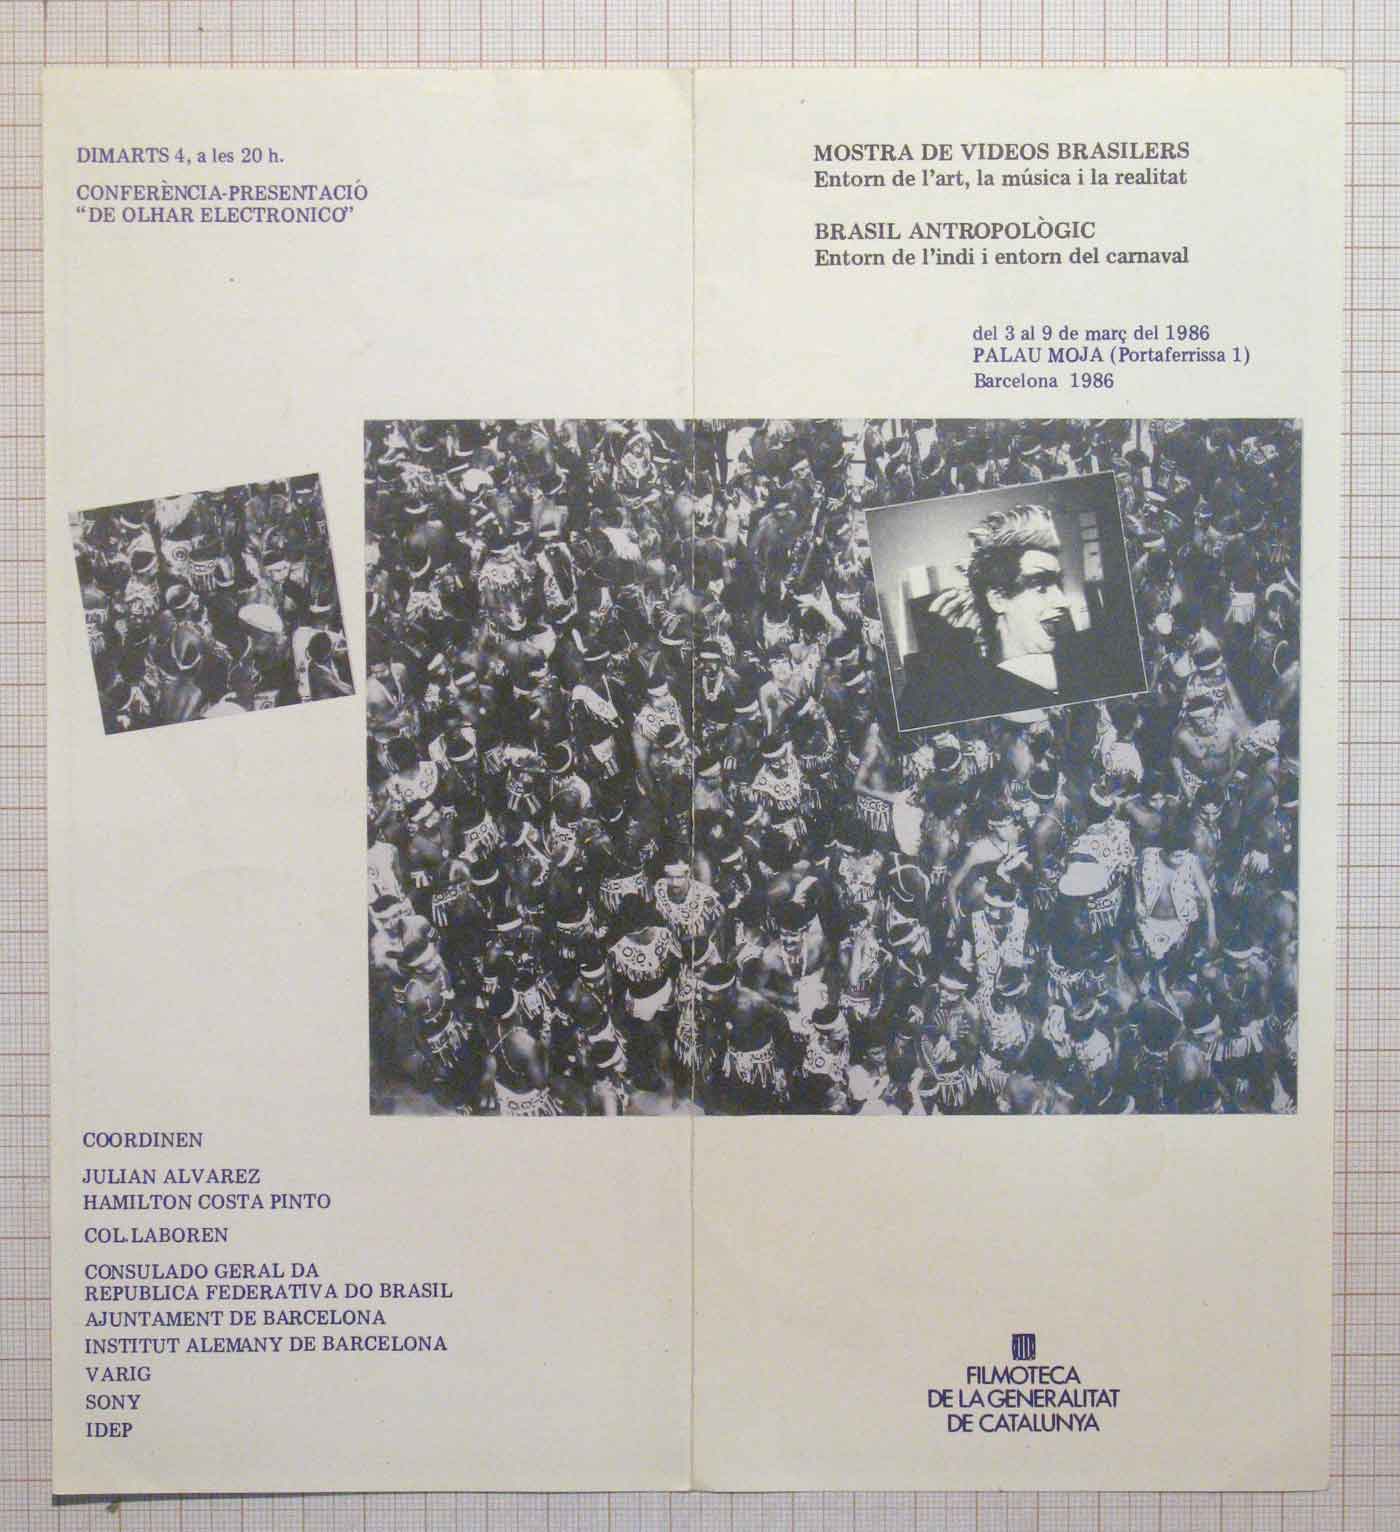 DIMARTS 4, a les 20 h.
CONFERÈNCIA-PRESENTACIÓ
“DE OLHAR ELECTRONICO”
COORDINEN
JULIAN ALVAREZ
HAMILTON COSTA PINTO
COL.LABOREN
CONSULADO GERAL DA
REPUBLICA FEDERATIVA DO BRASIL
AJUNTAMENT DE BARCELONA
INSTITUT ALEMANY DE BARCELONA
VARIG
SONY
IDEP
MOSTRA DE VIDEOS BRASILERS
Entorn de l’art, la música i la realitat
BRASIL ANTROPOLÒGIC
Entorn de l’indi i entorn del carnaval
del 3 al 9 de març del 1986
PALAU MOJA (Portaferrissa 1)
Barcelona 1986
FILMOTECA
DE LA GENERALITAT
DE CATALUNYA